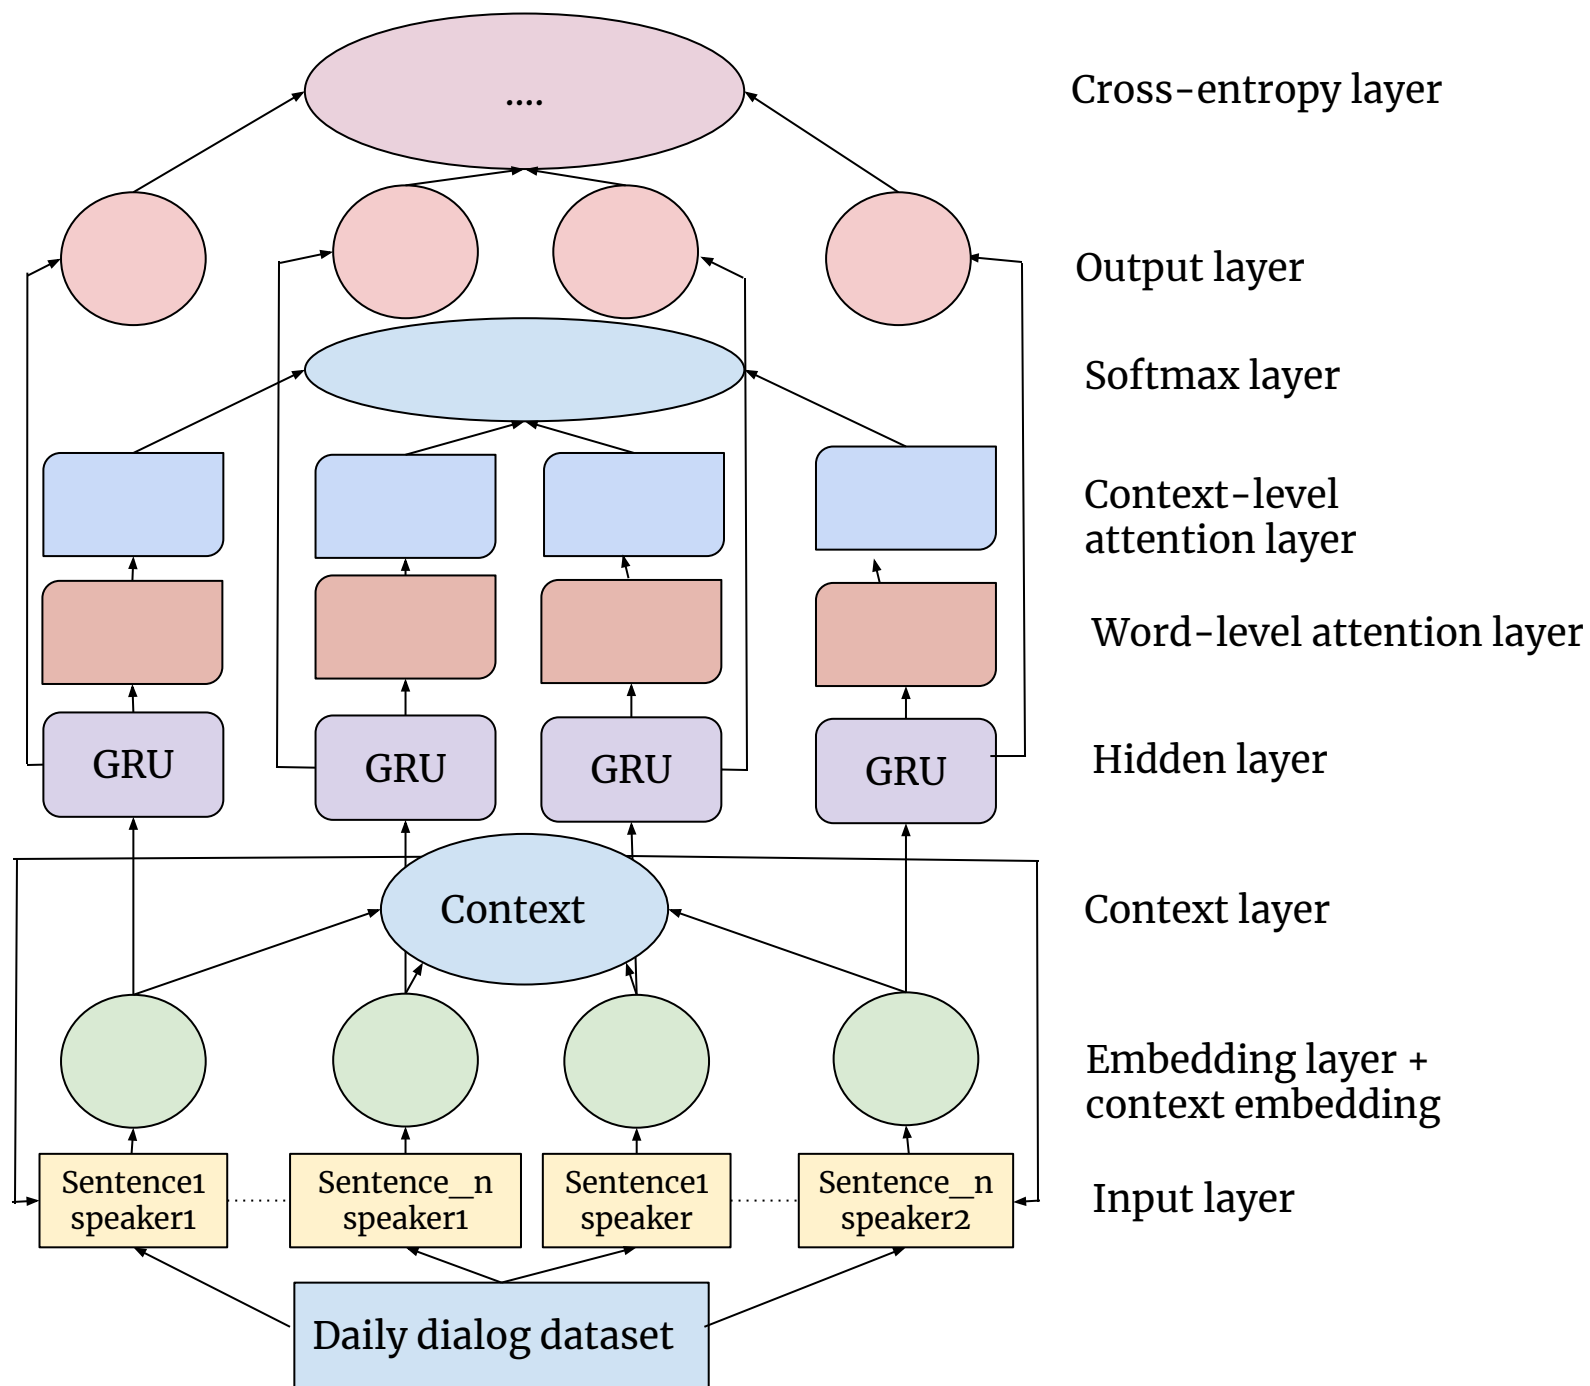 ....
Cross-entropy layer
Output layer
Softmax layer
Context-level
attention layer
Word-level attention layer
GRU
GRU
GRU
GRU
Hidden layer
Context
Context layer
Embedding layer +
context embedding
Sentence1
speaker1
Sentence_n
speaker1
Sentence1
speaker
Sentence_n
speaker2
Input layer
Daily dialog dataset